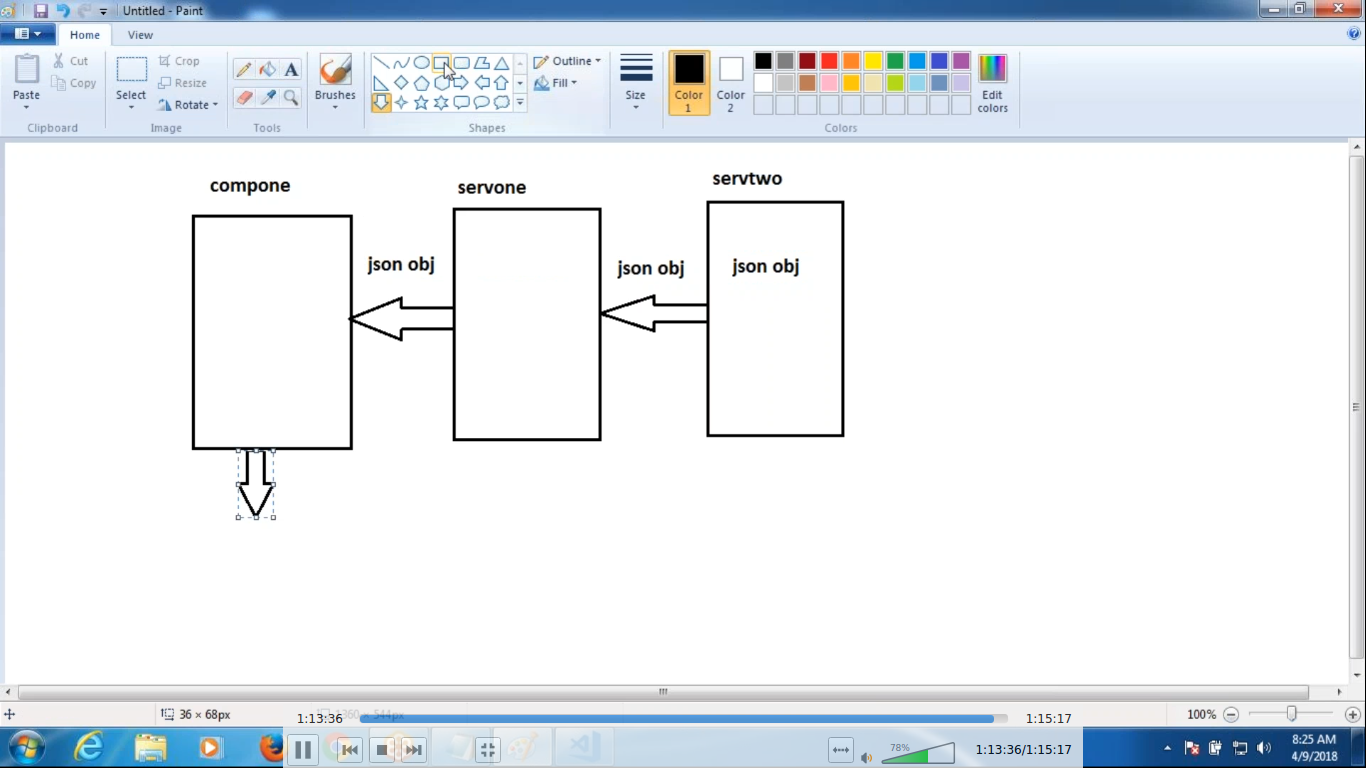 Untitled - Paint
Home View
Paste Cut Copy
Clipboard
Select Crop Resize Rotate
Image
A
Tools
Brushes
Outline Fill
Shapes
Size
Color 1 Color 2
Edit colors
Colors
compone
servone
servtwo
json obj
json obj
json obj
36 × 68px
1360 × 544px
100%
1:13:36
1:15:17
78%
1:13:36/1:15:17
8:25 AM
4/9/2018